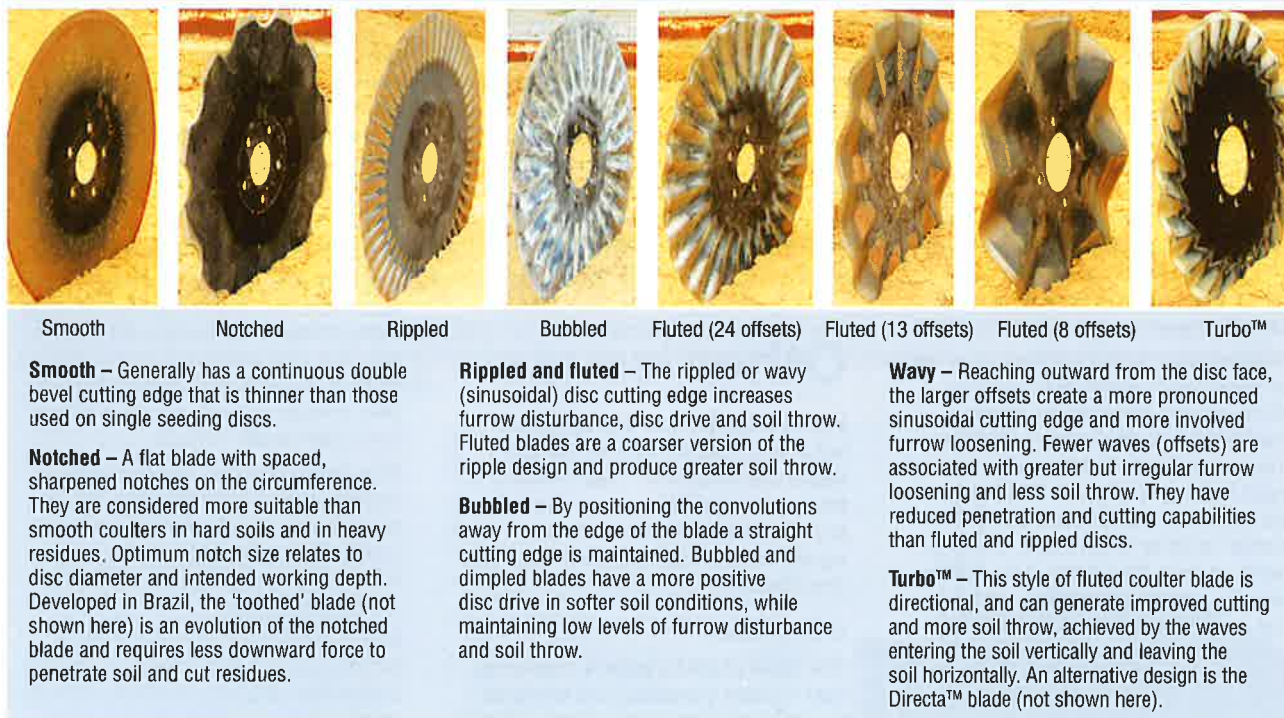 Smooth Notched Rippled Bubbled Fluted (24 offsets) Fluted (13 offsets) Fluted (8 offsets) Turbo™
Smooth – Generally has a continuous double
bevel cutting edge that is thinner than those
used on single seeding discs.
Notched – A flat blade with spaced,
sharpened notches on the circumference.
They are considered more suitable than
smooth coulters in hard soils and in heavy
residues. Optimum notch size relates to
disc diameter and intended working depth.
Developed in Brazil, the ‘toothed’ blade (not
shown here) is an evolution of the notched
blade and requires less downward force to
penetrate soil and cut residues.
Rippled and fluted – The rippled or wavy
(sinusoidal) disc cutting edge increases
furrow disturbance, disc drive and soil throw.
Fluted blades are a coarser version of the
ripple design and produce greater soil throw.
Bubbled – By positioning the convolutions
away from the edge of the blade a straight
cutting edge is maintained. Bubbled and
dimpled blades have a more positive
disc drive in softer soil conditions, while
maintaining low levels of furrow disturbance
and soil throw.
Wavy – Reaching outward from the disc face,
the larger offsets create a more pronounced
sinusoidal cutting edge and more involved
furrow loosening. Fewer waves (offsets) are
associated with greater but irregular furrow
loosening and less soil throw. They have
reduced penetration and cutting capabilities
than fluted and rippled discs.
Turbo™ – This style of fluted coulter blade is
directional, and can generate improved cutting
and more soil throw, achieved by the waves
entering the soil vertically and leaving the
soil horizontally. An alternative design is the
Directa™ blade (not shown here).